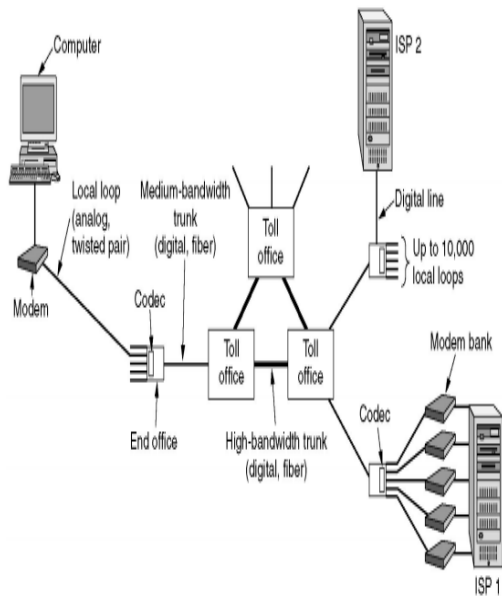 Computer
ISP 2
Local loop
(analog,
twisted pair)
Medium-bandwidth
trunk
(digital, fiber)
Toll
office
Digital line
Up to 10,000
local loops
Modem
Codec
Toll
office
Toll
office
Modem bank
End office
High-bandwidth trunk
(digital, fiber)
Codec
ISP 1